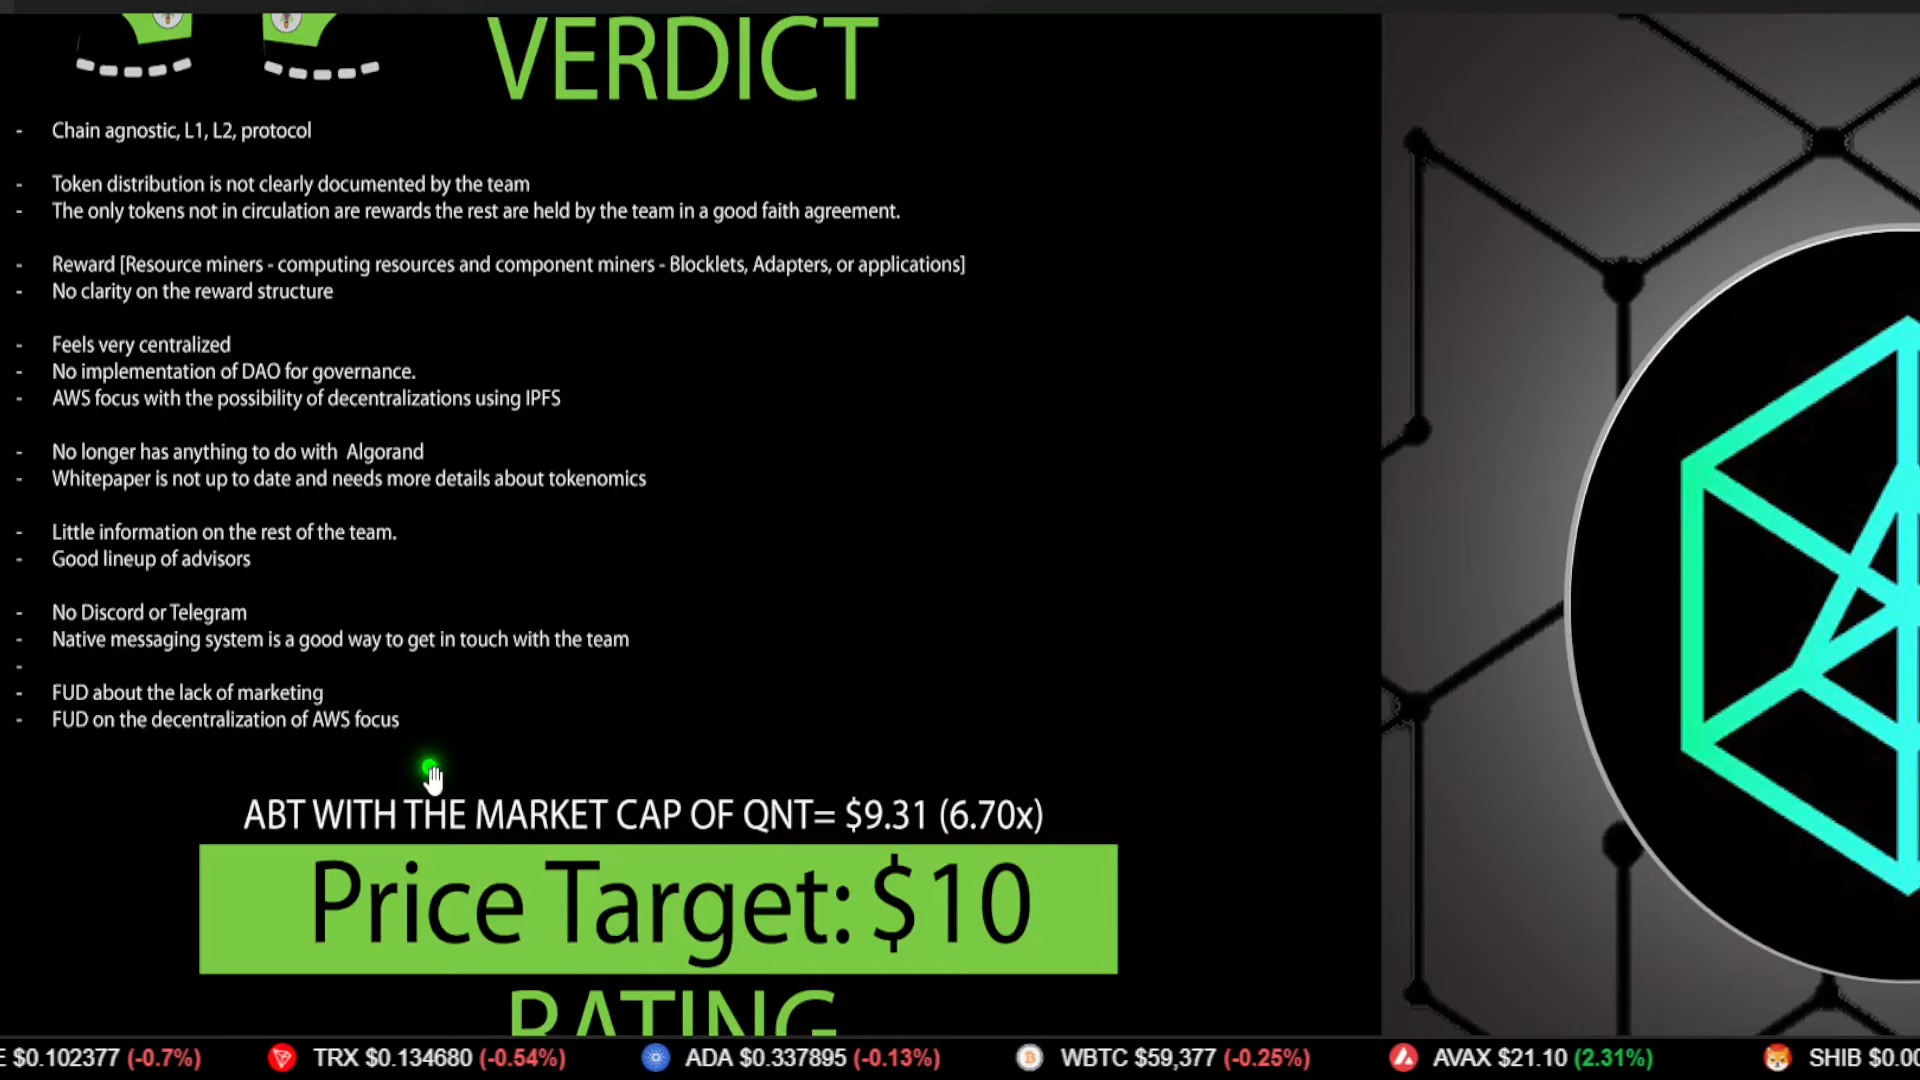 VERDICT
- Chain agnostic, L1, L2, protocol
- Token distribution is not clearly documented by the team
- The only tokens not in circulation are rewards the rest are held by the team in a good faith agreement.
- Reward [Resource miners - computing resources and component miners - Blocklets, Adapters, or applications]
- No clarity on the reward structure
- Feels very centralized
- No implementation of DAO for governance.
- AWS focus with the possibility of decentralizations using IPFS
- No longer has anything to do with Algorand
- Whitepaper is not up to date and needs more details about tokenomics
- Little information on the rest of the team.
- Good lineup of advisors
- No Discord or Telegram
- Native messaging system is a good way to get in touch with the team
-
- FUD about the lack of marketing
- FUD on the decentralization of AWS focus
ABT WITH THE MARKET CAP OF QNT= $9.31 (6.70x)
Price Target: $10
RATING
E $0.102377 (-0.7%) TRX $0.134680 (-0.54%) ADA $0.337895 (-0.13%) WBTC $59,377 (-0.25%) AVAX $21.10 (2.31%) SHIB $0.00